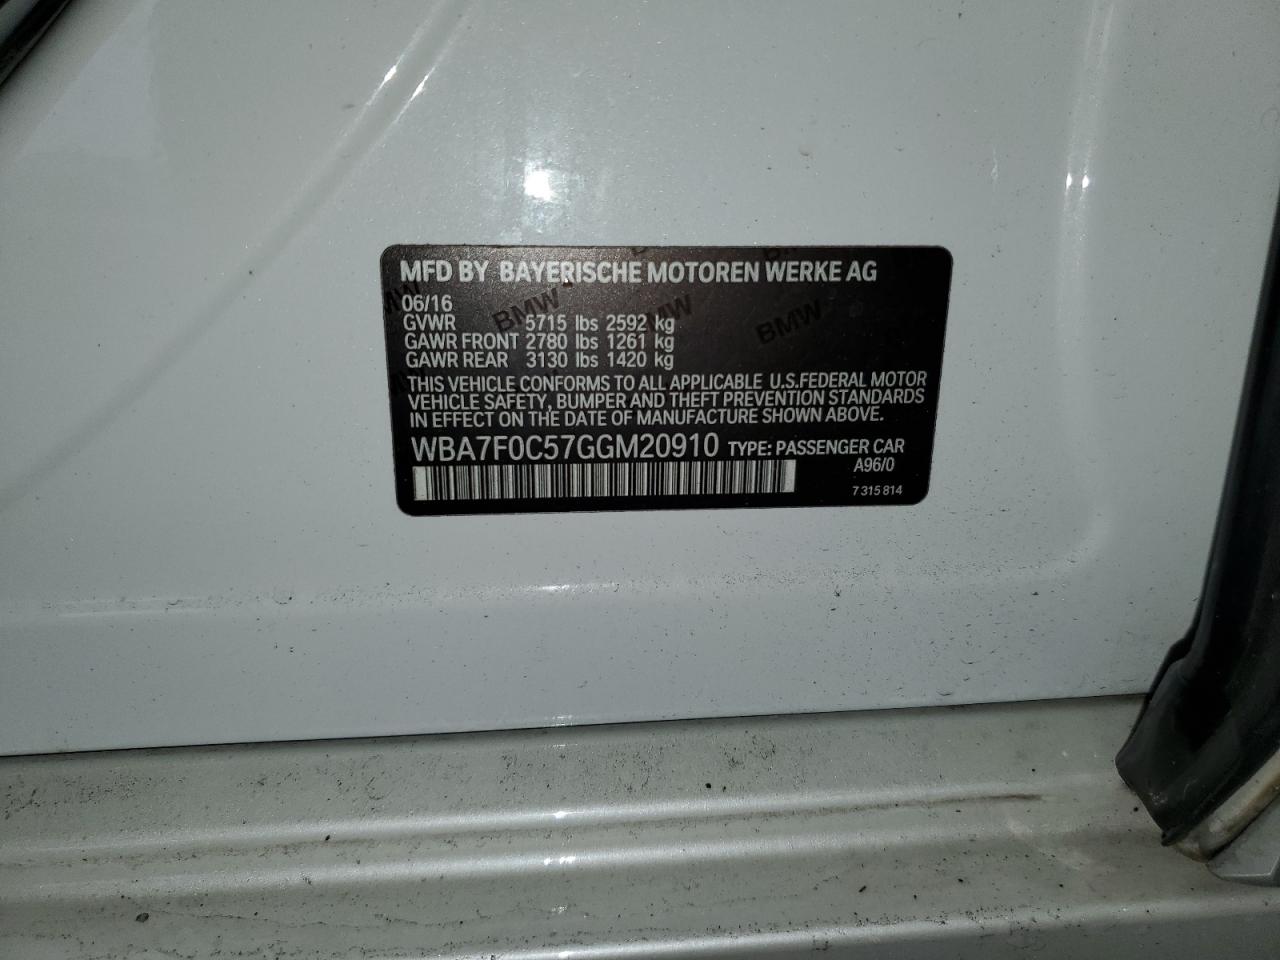 MFD BY BAYERISCHE MOTOREN WERKE AG
06/16
GVWR 5715 lbs 2592 kg
GAWR FRONT 2780 lbs 1261 kg
GAWR REAR 3130 lbs 1420 kg
THIS VEHICLE CONFORMS TO ALL APPLICABLE U.S.FEDERAL MOTOR
VEHICLE SAFETY, BUMPER AND THEFT PREVENTION STANDARDS
IN EFFECT ON THE DATE OF MANUFACTURE SHOWN ABOVE.
WBA7F0C57GGM20910 TYPE: PASSENGER CAR
A96/0
7 315 814
BMW
BMW